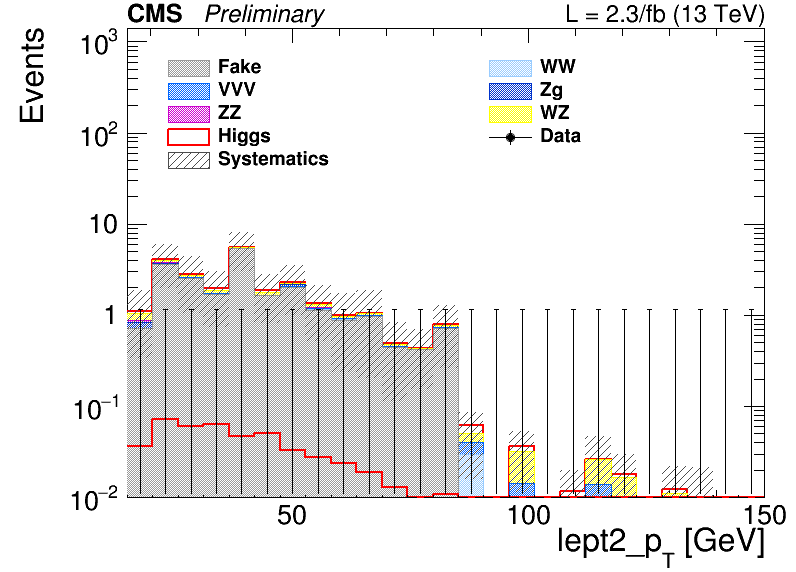 CMS Preliminary L = 2.3/fb (13 TeV)
Events
10³
10²
10
1
10⁻¹
10⁻²
Fake WW
VVV Zg
ZZ WZ
Higgs Data
Systematics
50 100 150
lept2_p_T [GeV]